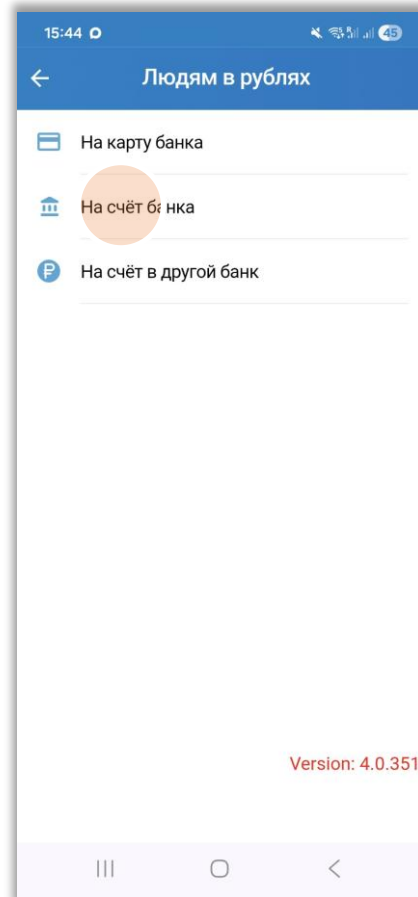 15:44
45
Людям в рублях
На карту банка
На счёт банка
На счёт в другой банк
Version: 4.0.351